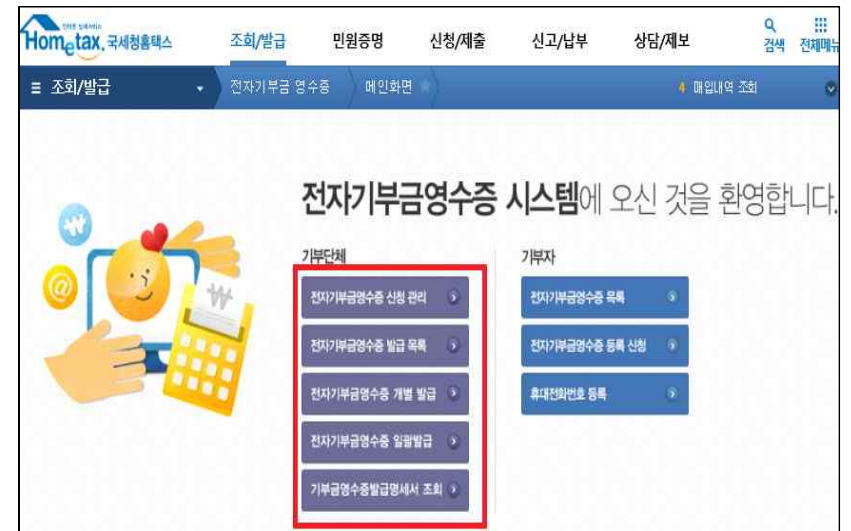 Hometax. 국세청홈택스
조회/발급
민원증명
신청/제출
신고/납부
상담/제보
검색
전체메뉴
조회/발급
전자기부금 영수증
메인화면
4 매입내역 조회
전자기부금영수증 시스템에 오신 것을 환영합니다.
기부단체
전자기부금영수증 신청 관리
전자기부금영수증 발급 목록
전자기부금영수증 개별 발급
전자기부금영수증 일괄발급
기부금영수증발급명세서 조회
기부자
전자기부금영수증 목록
전자기부금영수증 등록 신청
휴대전화번호 등록